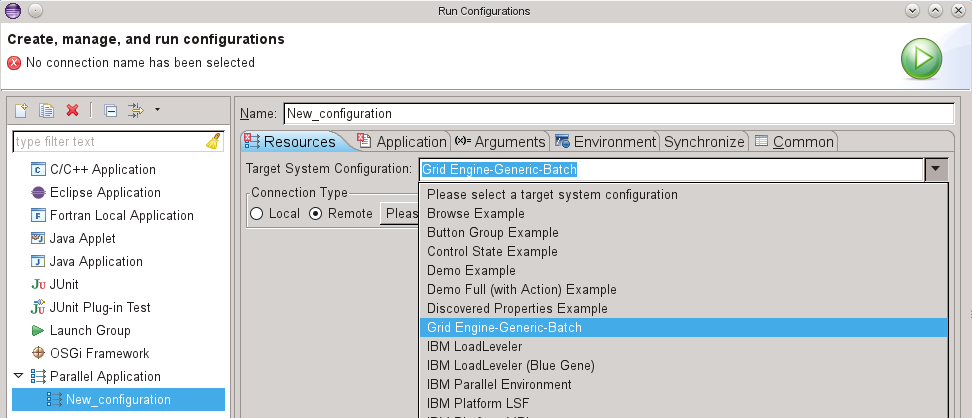 Run Configurations
Create, manage, and run configurations
No connection name has been selected
Name: New_configuration
type filter text
Resources Application (x)= Arguments Environment Synchronize Common
C/C++ Application
Eclipse Application
Fortran Local Application
Java Applet
Java Application
JUnit
JUnit Plug-in Test
Launch Group
OSGi Framework
Parallel Application
New_configuration
Target System Configuration: Grid Engine-Generic-Batch
Connection Type
Local Remote Pleas
Please select a target system configuration
Browse Example
Button Group Example
Control State Example
Demo Example
Demo Full (with Action) Example
Discovered Properties Example
Grid Engine-Generic-Batch
IBM LoadLeveler
IBM LoadLeveler (Blue Gene)
IBM Parallel Environment
IBM Platform LSF